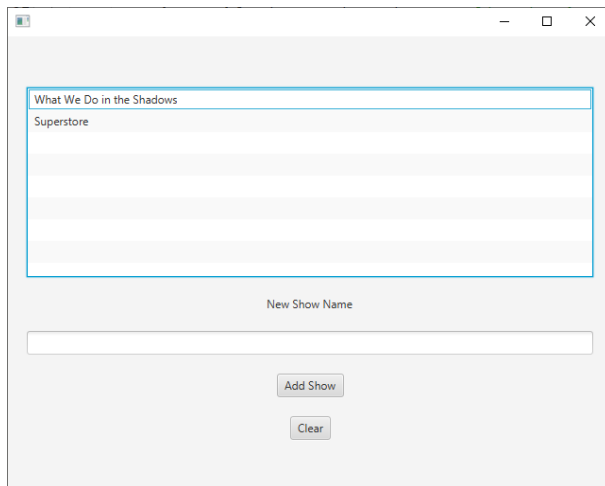 What We Do in the Shadows
Superstore
New Show Name
Add Show
Clear